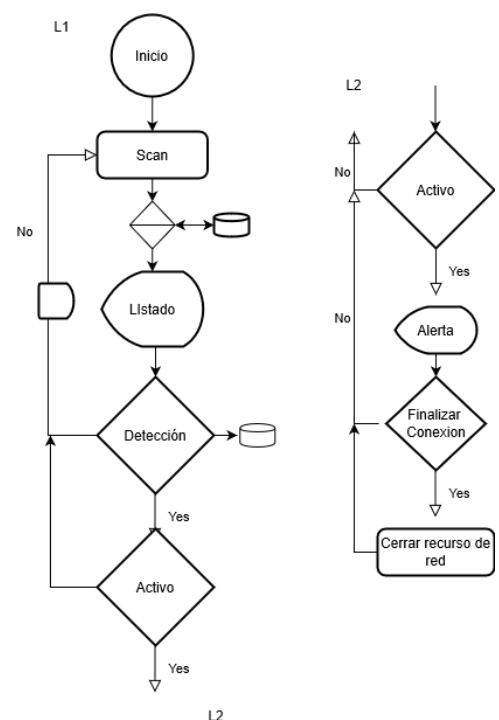 L1
Inicio
Scan
No
LIstado
Detección
Yes
Activo
Yes
L2
L2
No
Activo
Yes
Alerta
No
Finalizar
Conexion
Yes
Cerrar recurso de
red